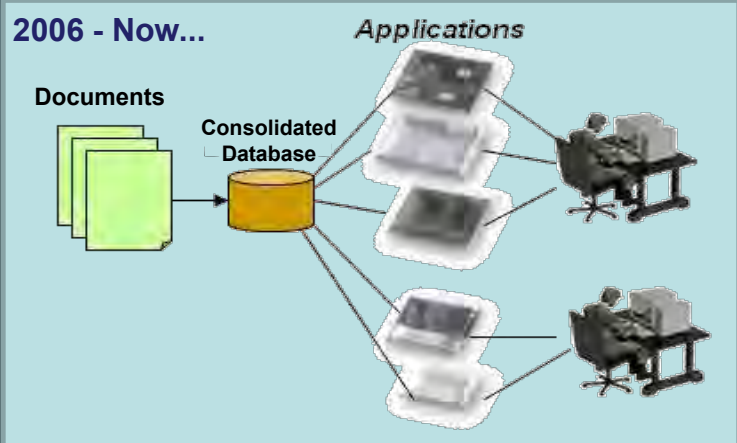 2006 - Now...
Applications
Documents
Consolidated
Database